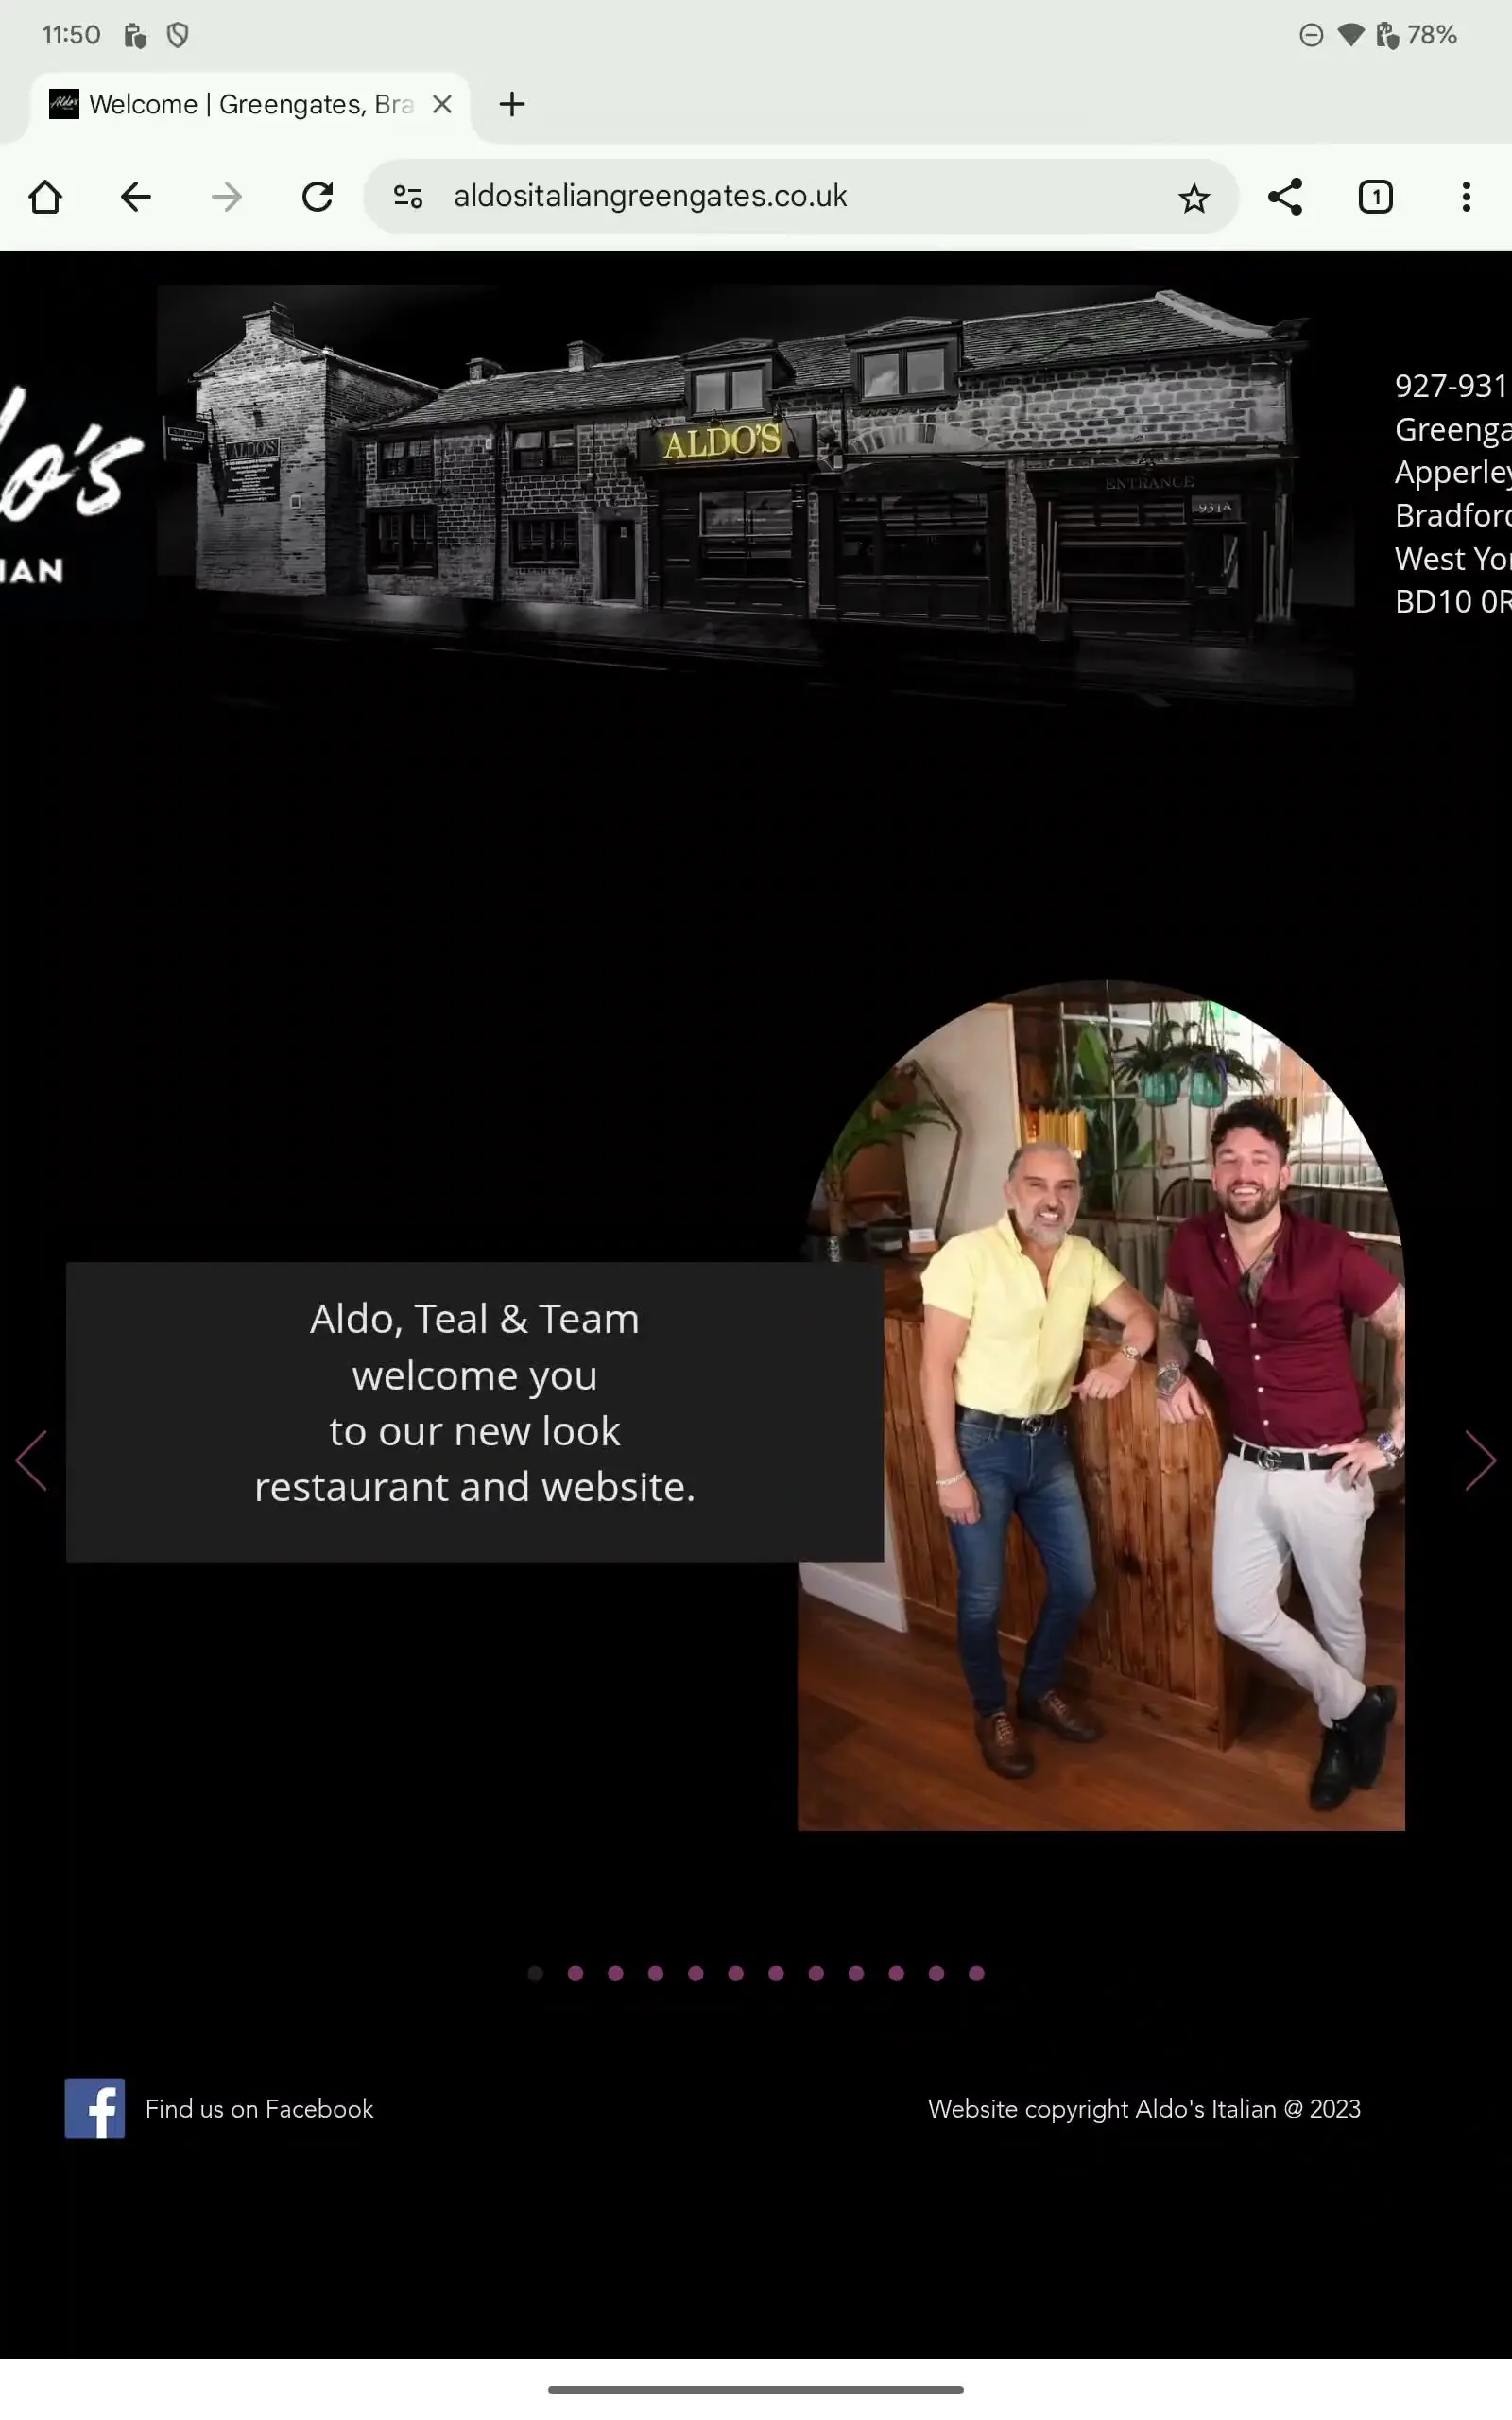 11:50
78%
Welcome | Greengates, Bra
aldositaliangreengates.co.uk
1
lo's
IAN
ALDO'S
ALDO'S
ENTRANCE
931A
927-931
Greenga
Apperley
Bradford
West Yo
BD10 0R
Aldo, Teal & Team
welcome you
to our new look
restaurant and website.
Find us on Facebook
Website copyright Aldo's Italian @ 2023